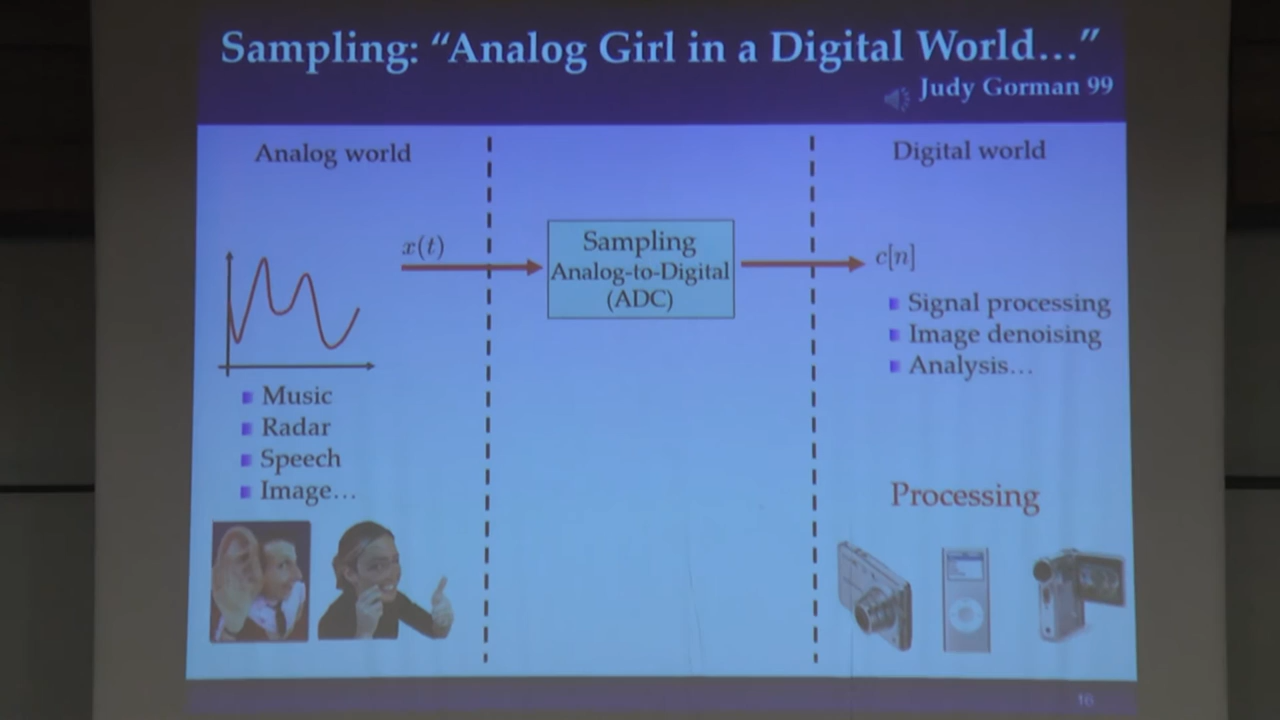 Sampling: “Analog Girl in a Digital World…”
Judy Gorman 99
Analog world
Digital world
x(t)
Sampling
Analog-to-Digital
(ADC)
c[n]
Signal processing
Image denoising
Analysis…
Music
Radar
Speech
Image…
Processing
16